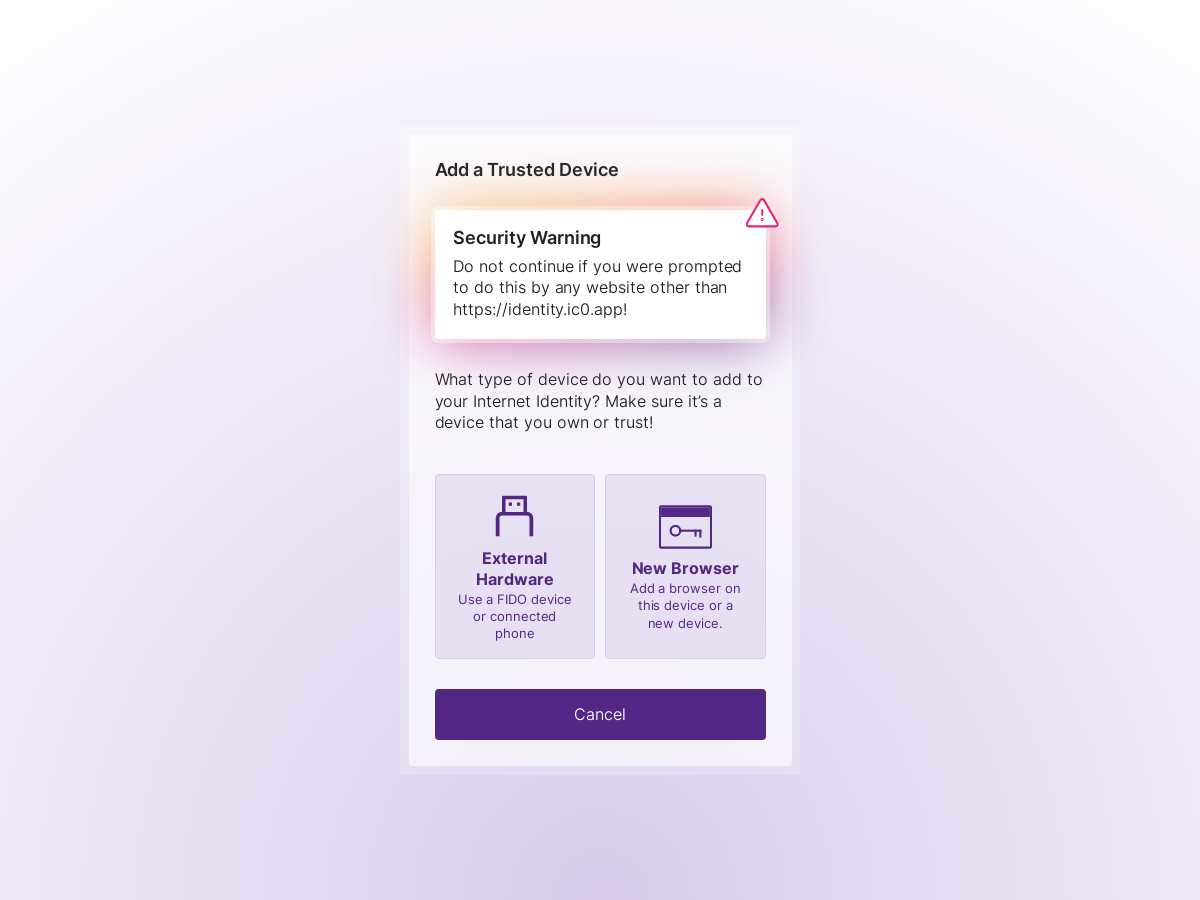 Add a Trusted Device
Security Warning
Do not continue if you were prompted
to do this by any website other than
https://identity.ic0.app!
What type of device do you want to add to
your Internet Identity? Make sure it’s a
device that you own or trust!
External
Hardware
Use a FIDO device
or connected
phone
New Browser
Add a browser on
this device or a
new device.
Cancel